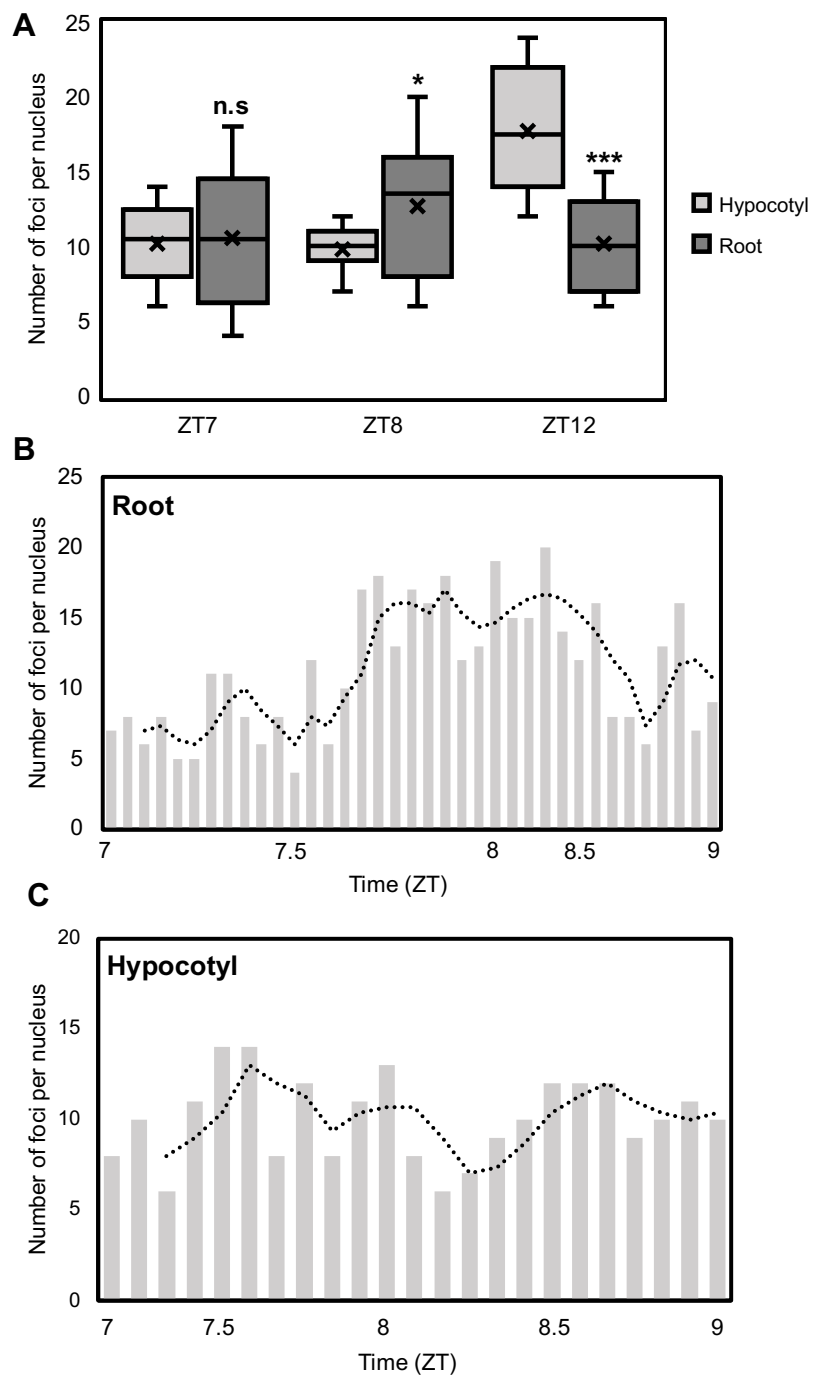 A
25
20
15
10
5
0
Number of foci per nucleus
n.s
*
***
ZT7
ZT8
ZT12
Hypocotyl
Root
B
25
20
15
10
5
0
Number of foci per nucleus
Root
7
7.5
8
8.5
9
Time (ZT)
C
20
15
10
5
0
Number of foci per nucleus
Hypocotyl
7
7.5
8
8.5
9
Time (ZT)